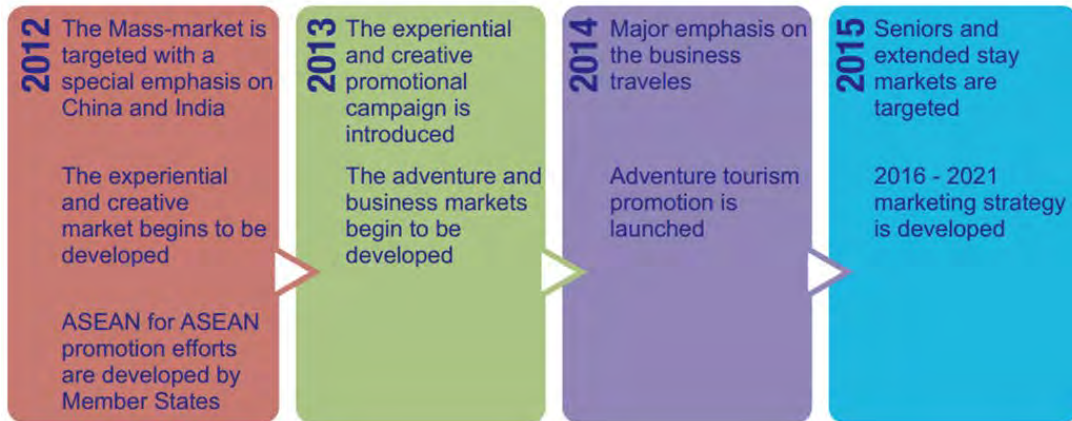 2012
The Mass-market is
targeted with a
special emphasis on
China and India
The experiential
and creative
market begins to be
developed
ASEAN for ASEAN
promotion efforts
are developed by
Member States
2013
The experiential
and creative
promotional
campaign is
introduced
The adventure and
business markets
begin to be
developed
2014
Major emphasis on
the business
traveles
Adventure tourism
promotion is
launched
2015
Seniors and
extended stay
markets are
targeted
2016 - 2021
marketing strategy
is developed